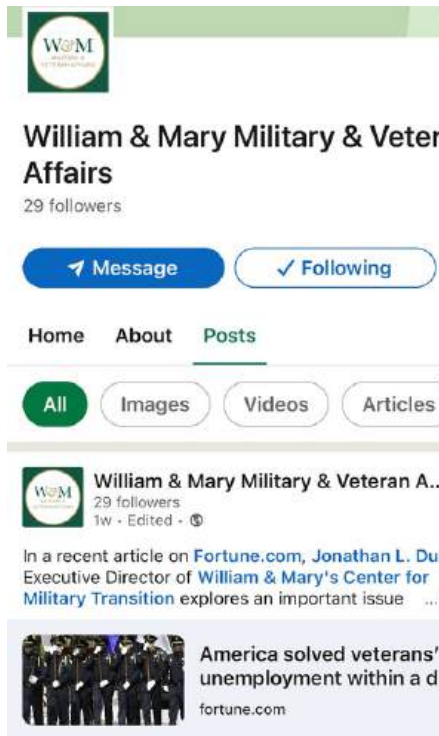 W&M
MILITARY &
VETERAN AFFAIRS
William & Mary Military & Veter
Affairs
29 followers
Message
Following
Home About Posts
All Images Videos Articles
W&M
William & Mary Military & Veteran A...
29 followers
1w • Edited •
In a recent article on Fortune.com, Jonathan L. Du
Executive Director of William & Mary's Center for
Military Transition explores an important issue ...
America solved veterans'
unemployment within a d
fortune.com